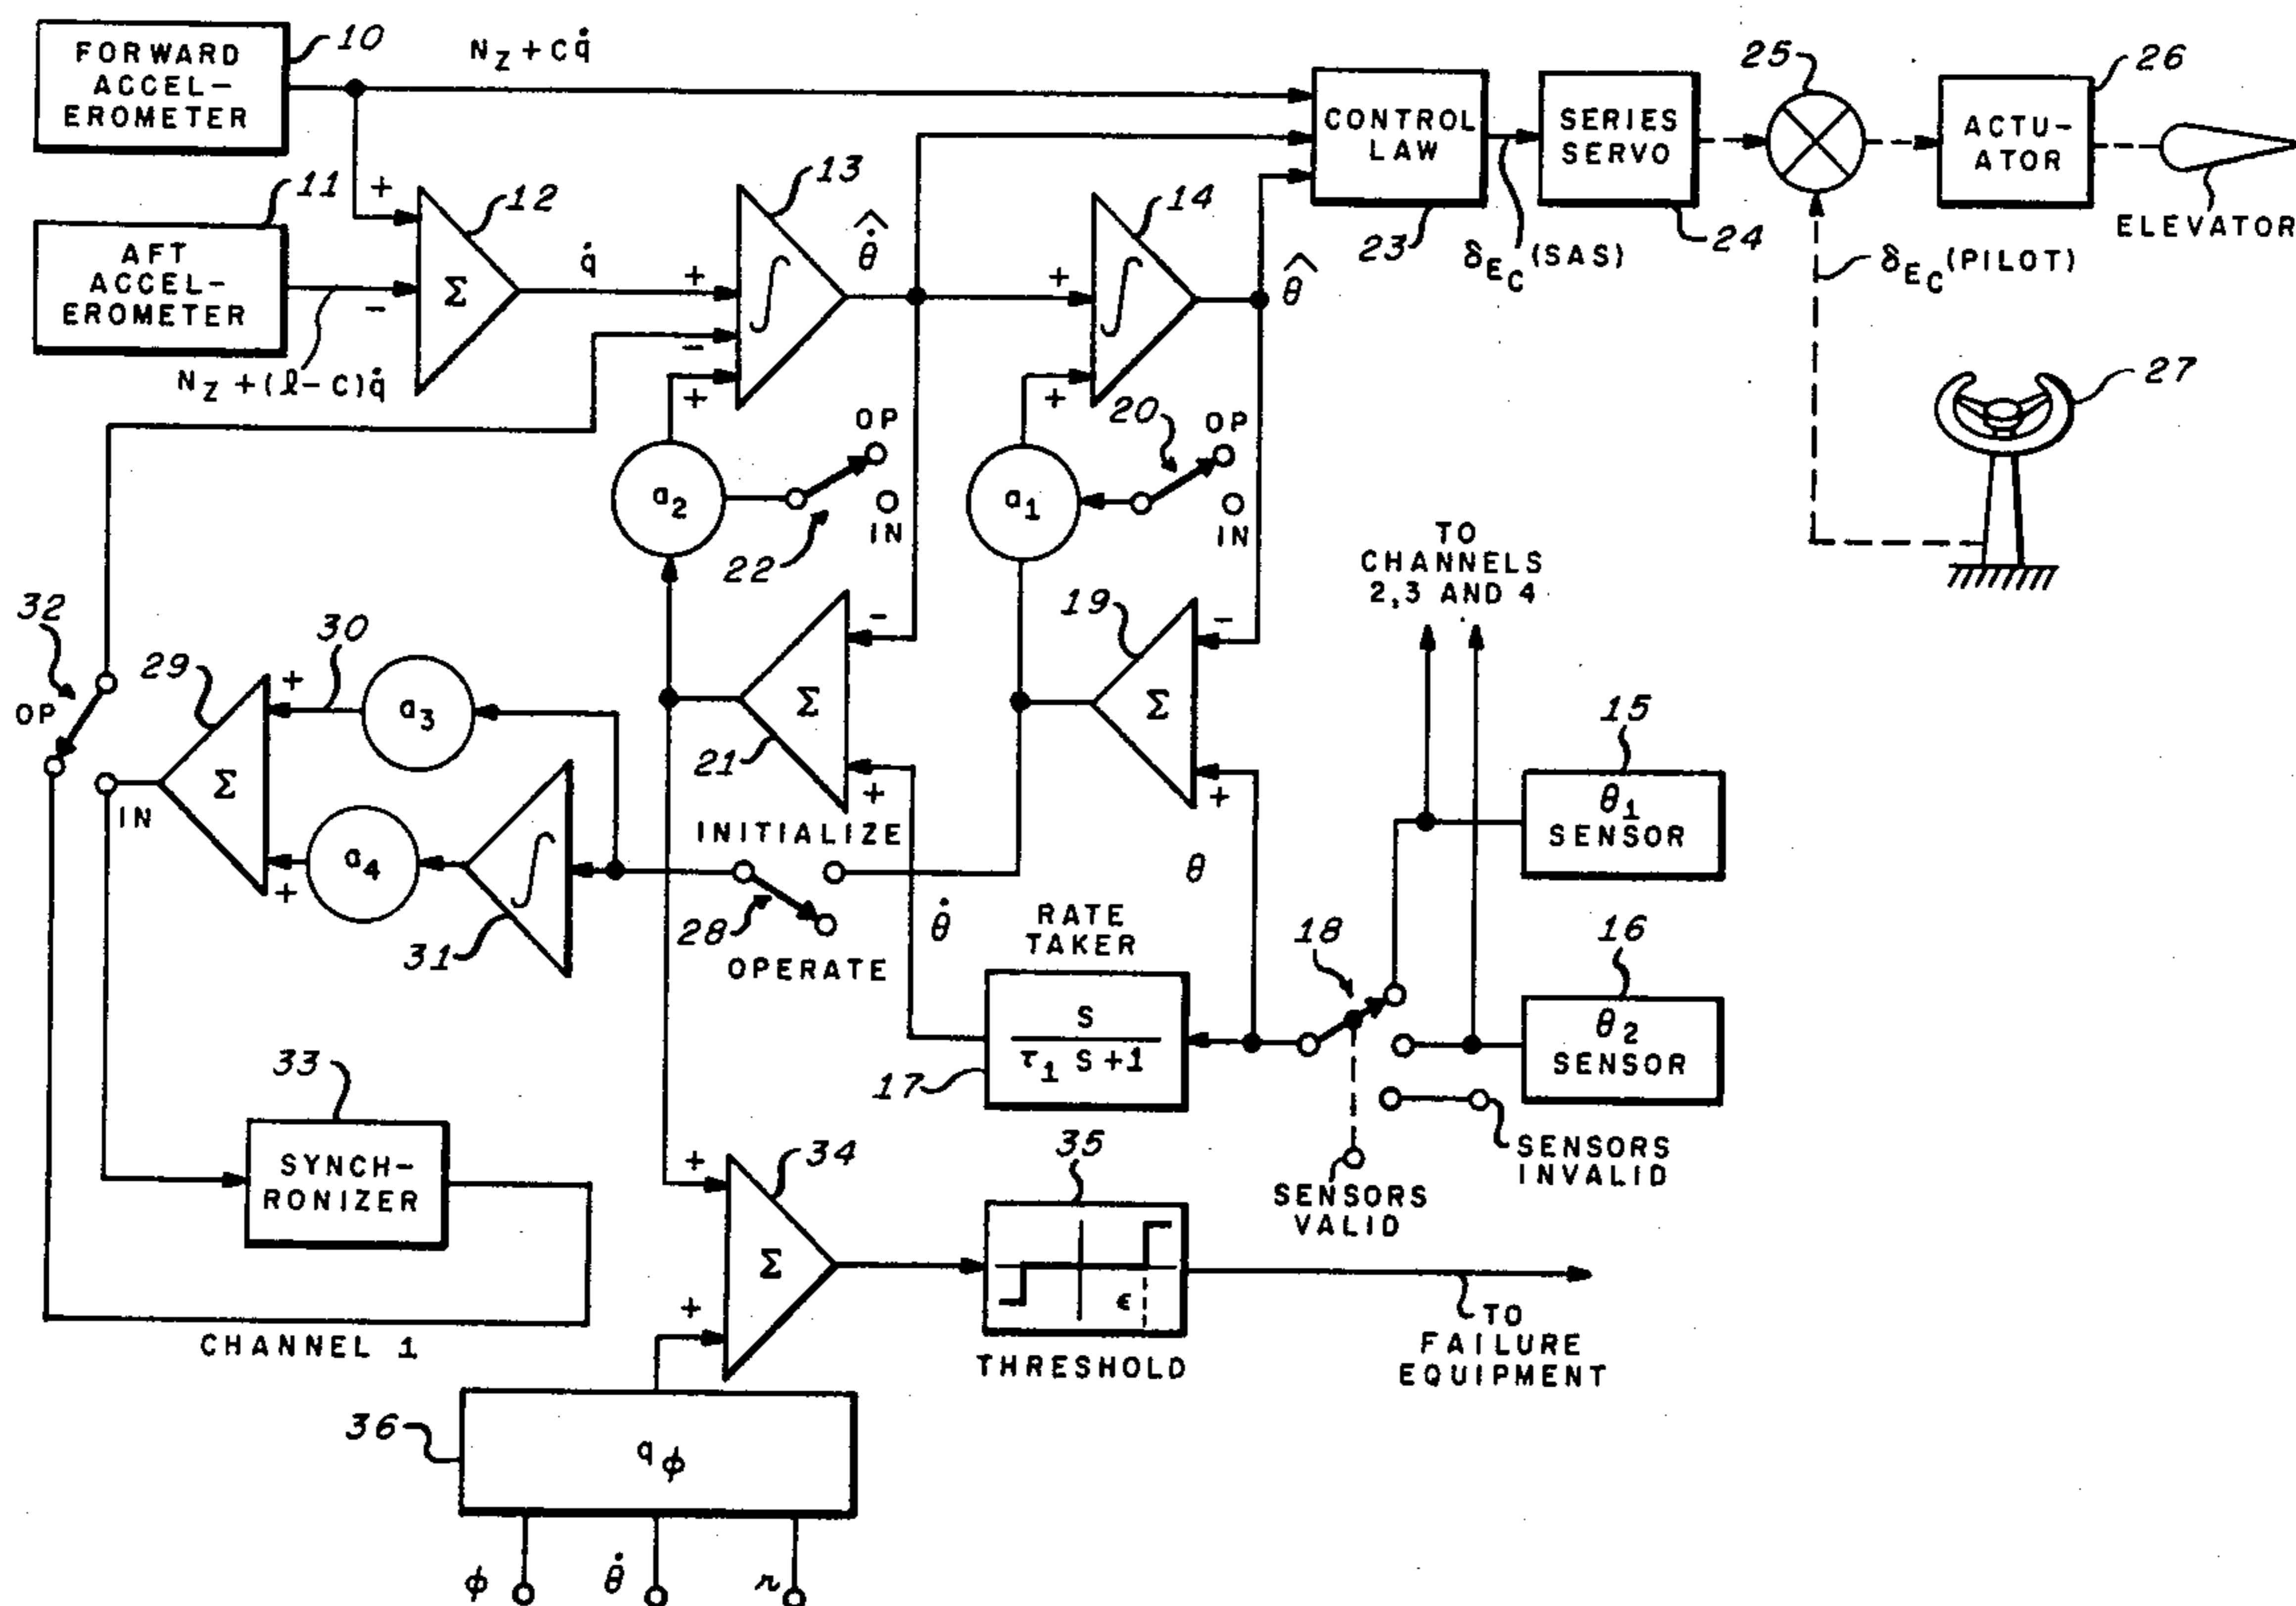 FORWARD
ACCEL-
EROMETER
10
N_Z + Cq̇
AFT
ACCEL-
EROMETER
11
N_Z + (ℓ-C)q̇
+
-
Σ
12
q̇
+
-
+
∫
13
θ̇^
+
+
∫
14
θ^
CONTROL
LAW
23
δ_EC (SAS)
SERIES
SERVO
24
25
ACTU-
ATOR
26
ELEVATOR
δ_EC (PILOT)
27
a2
OP
IN
22
a1
20
OP
IN
TO
CHANNELS
2,3 AND 4
32
OP
IN
29
Σ
+
+
30
a3
a4
∫
31
21
Σ
-
+
19
Σ
-
+
INITIALIZE
28
OPERATE
θ̇
θ
RATE
TAKER
S
τ1 S+1
17
18
15
θ1
SENSOR
16
θ2
SENSOR
SENSORS
INVALID
SENSORS
VALID
33
SYNCH-
RONIZER
CHANNEL 1
+
+
Σ
34
35
ϵ
THRESHOLD
TO
FAILURE
EQUIPMENT
36
qϕ
ϕ
θ̇
r